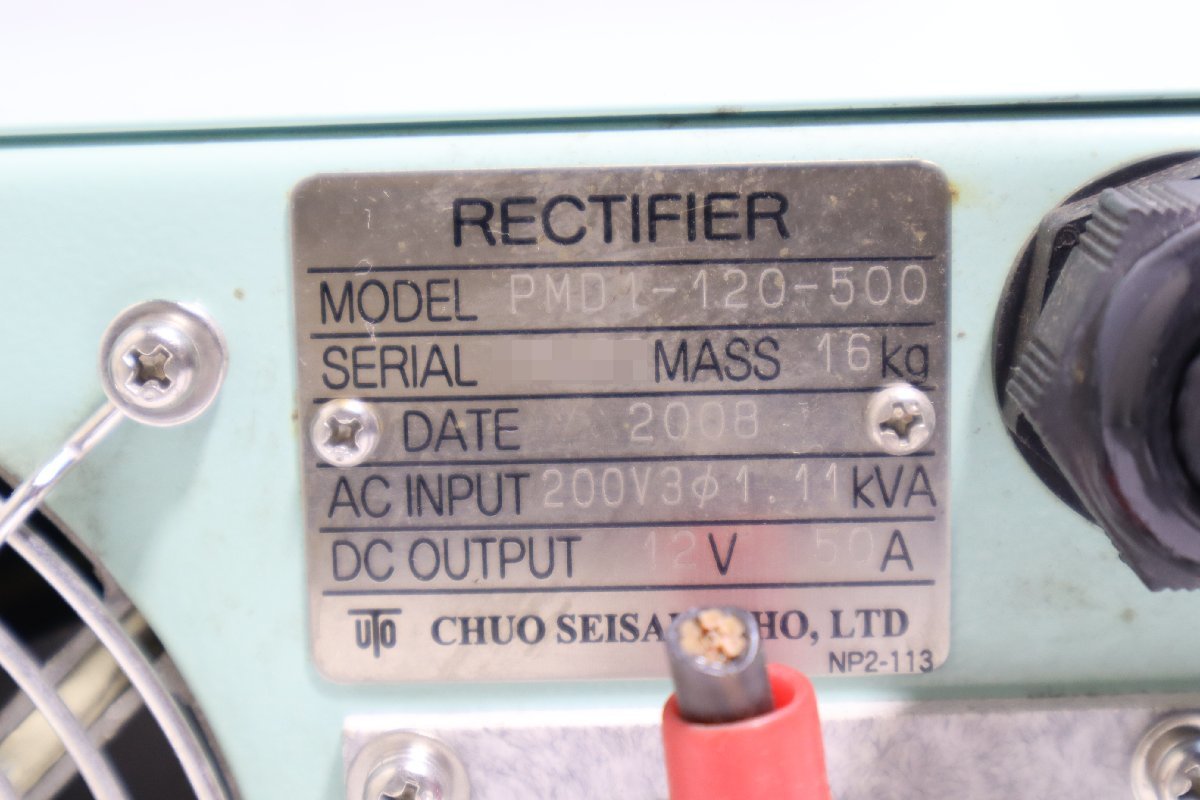 RECTIFIER
MODEL PMD1-120-500
SERIAL MASS 16kg
DATE 2008
AC INPUT 200V3φ1.11kVA
DC OUTPUT 12V 50A
UTO CHUO SEISA HO, LTD
NP2-113